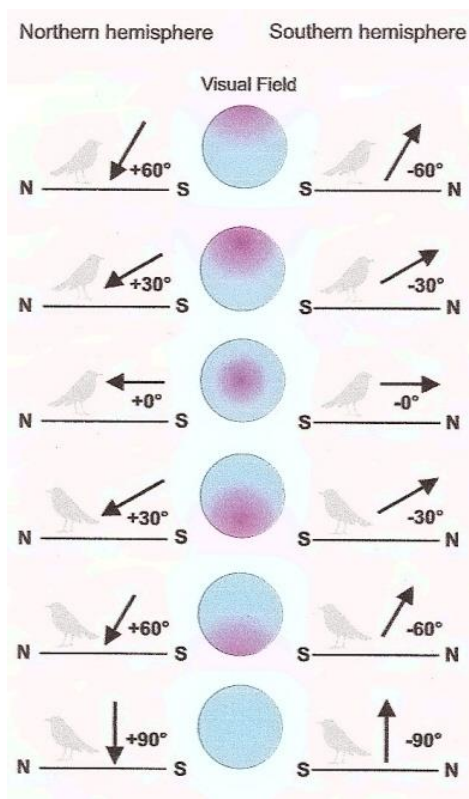 Northern hemisphere Southern hemisphere
Visual Field
+60° -60°
N S S N
+30° -30°
N S S N
+0° -0°
N S S N
+30° -30°
N S S N
+60° -60°
N S S N
+90° -90°
N S S N